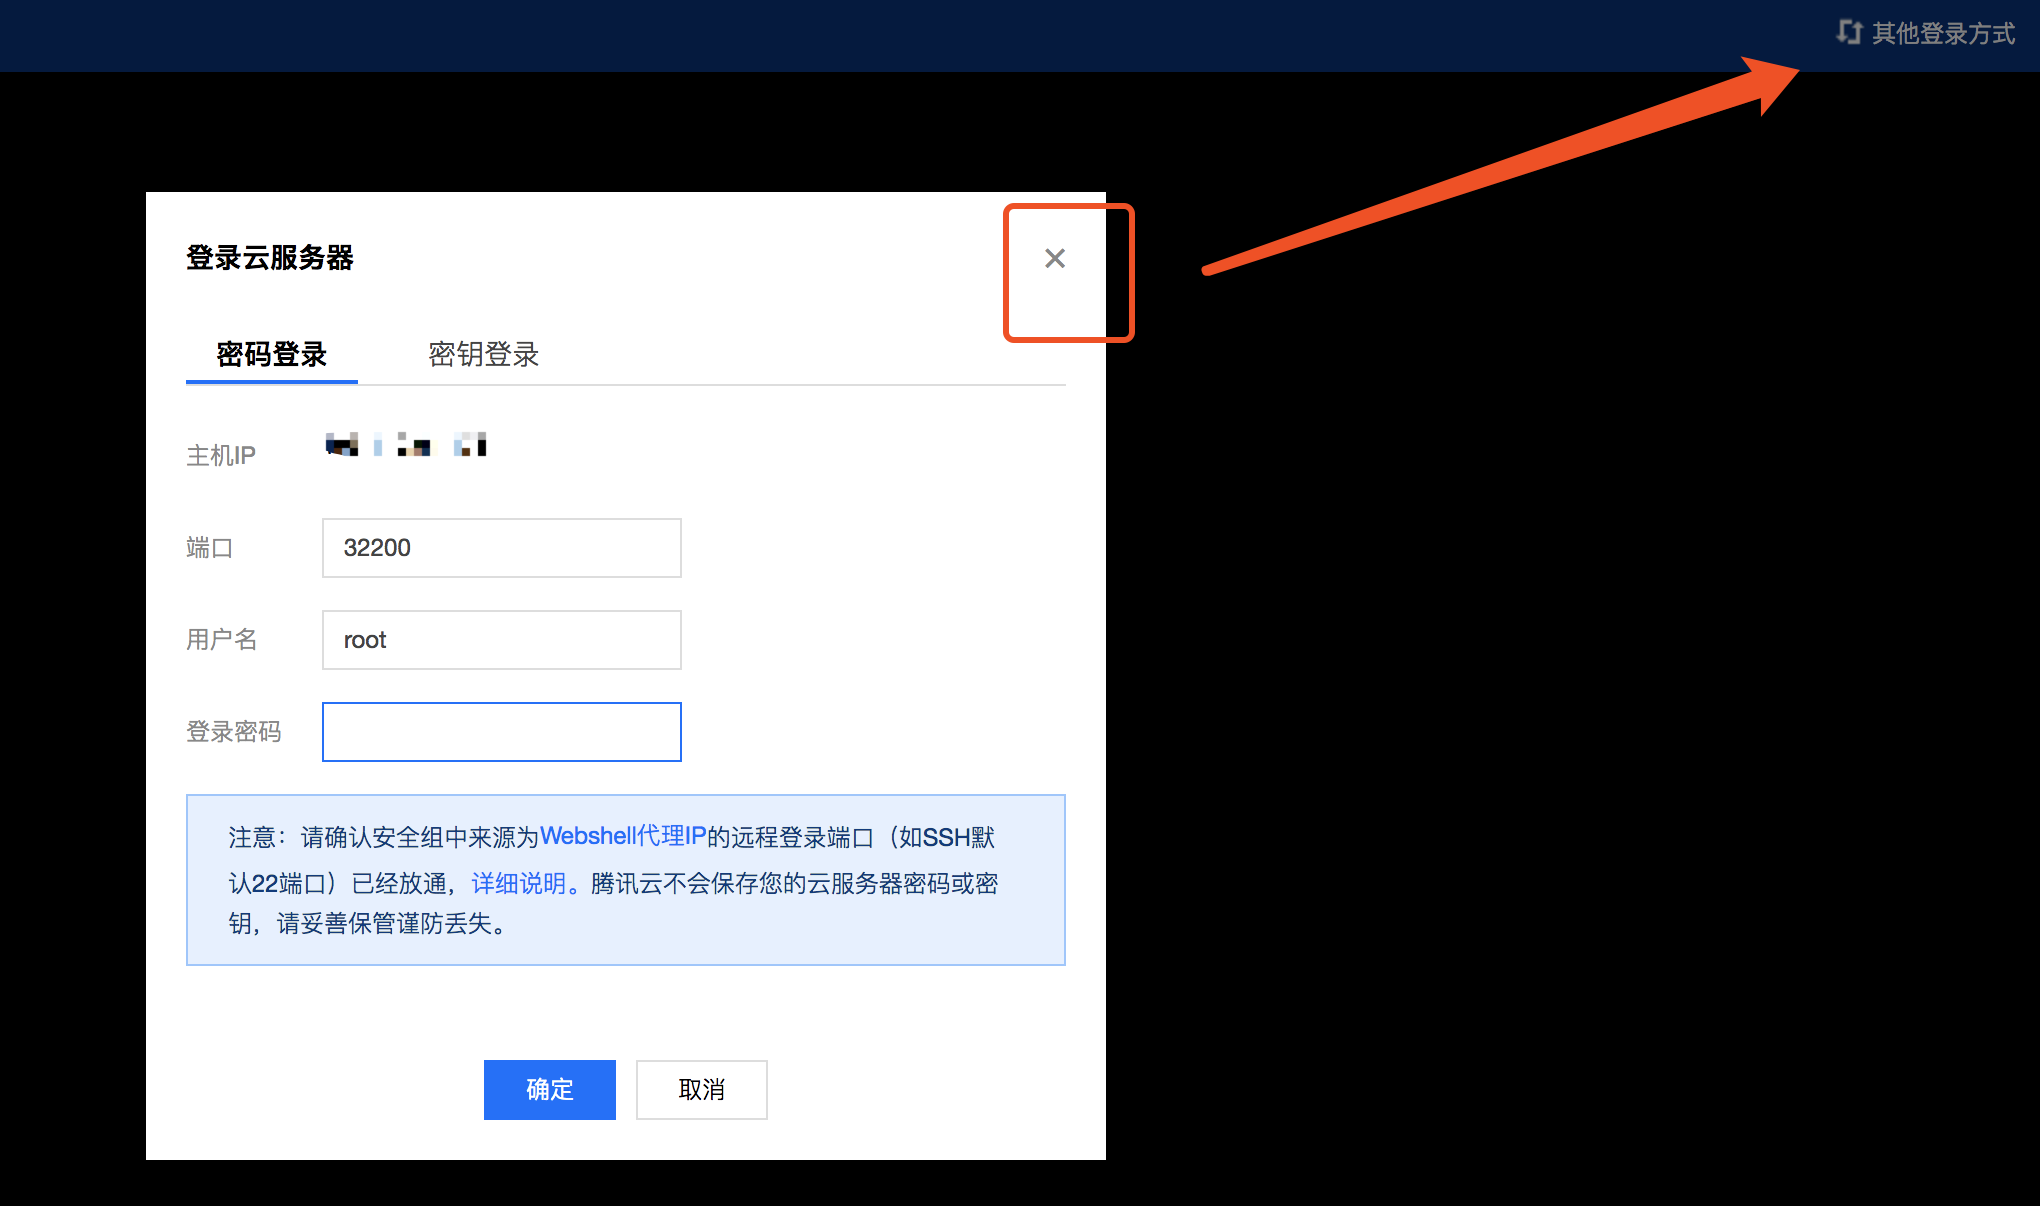 其他登录方式
登录云服务器
密码登录 密钥登录
主机IP
端口 32200
用户名 root
登录密码
注意：请确认安全组中来源为Webshell代理IP的远程登录端口（如SSH默
认22端口）已经放通，详细说明。腾讯云不会保存您的云服务器密码或密
钥，请妥善保管谨防丢失。
确定 取消